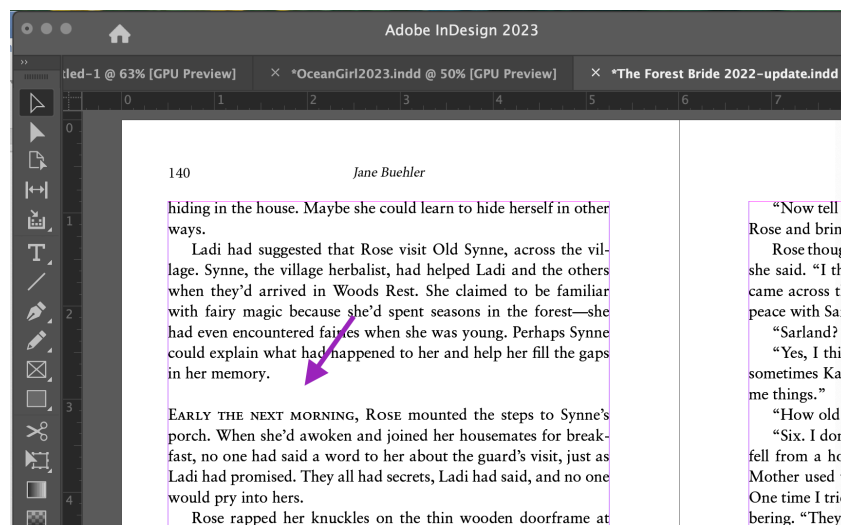 Adobe InDesign 2023
tled-1 @ 63% [GPU Preview]
× *OceanGirl2023.indd @ 50% [GPU Preview]
× *The Forest Bride 2022-update.indd
0 1 2 3 4 5 6 7
0
1
2
3
4
140
Jane Buehler
hiding in the house. Maybe she could learn to hide herself in other
ways.
Ladi had suggested that Rose visit Old Synne, across the vil-
lage. Synne, the village herbalist, had helped Ladi and the others
when they’d arrived in Woods Rest. She claimed to be familiar
with fairy magic because she’d spent seasons in the forest—she
had even encountered fairies when she was young. Perhaps Synne
could explain what had happened to her and help her fill the gaps
in her memory.
Early the next morning, Rose mounted the steps to Synne’s
porch. When she’d awoken and joined her housemates for break-
fast, no one had said a word to her about the guard’s visit, just as
Ladi had promised. They all had secrets, Ladi had said, and no one
would pry into hers.
Rose rapped her knuckles on the thin wooden doorframe at
“Now tell
Rose and brin
Rose thoug
she said. “I th
came across t
peace with Sa
“Sarland?
“Yes, I thi
sometimes Ka
me things.”
“How old
“Six. I don
fell from a ho
Mother used
One time I trie
bering. “They